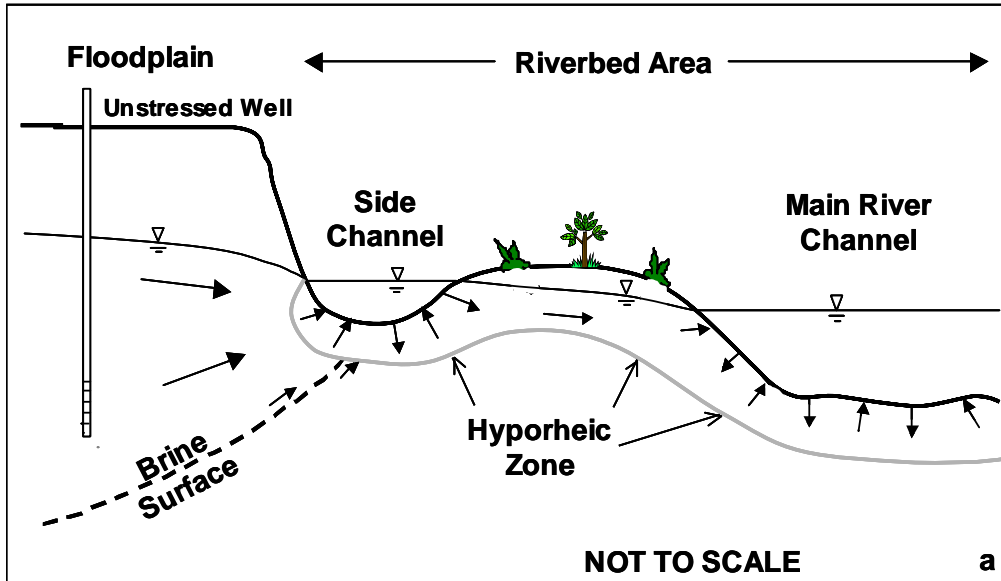 Floodplain
Riverbed Area
Unstressed Well
Side
Channel
Main River
Channel
Hyporheic
Zone
Brine
Surface
NOT TO SCALE
a